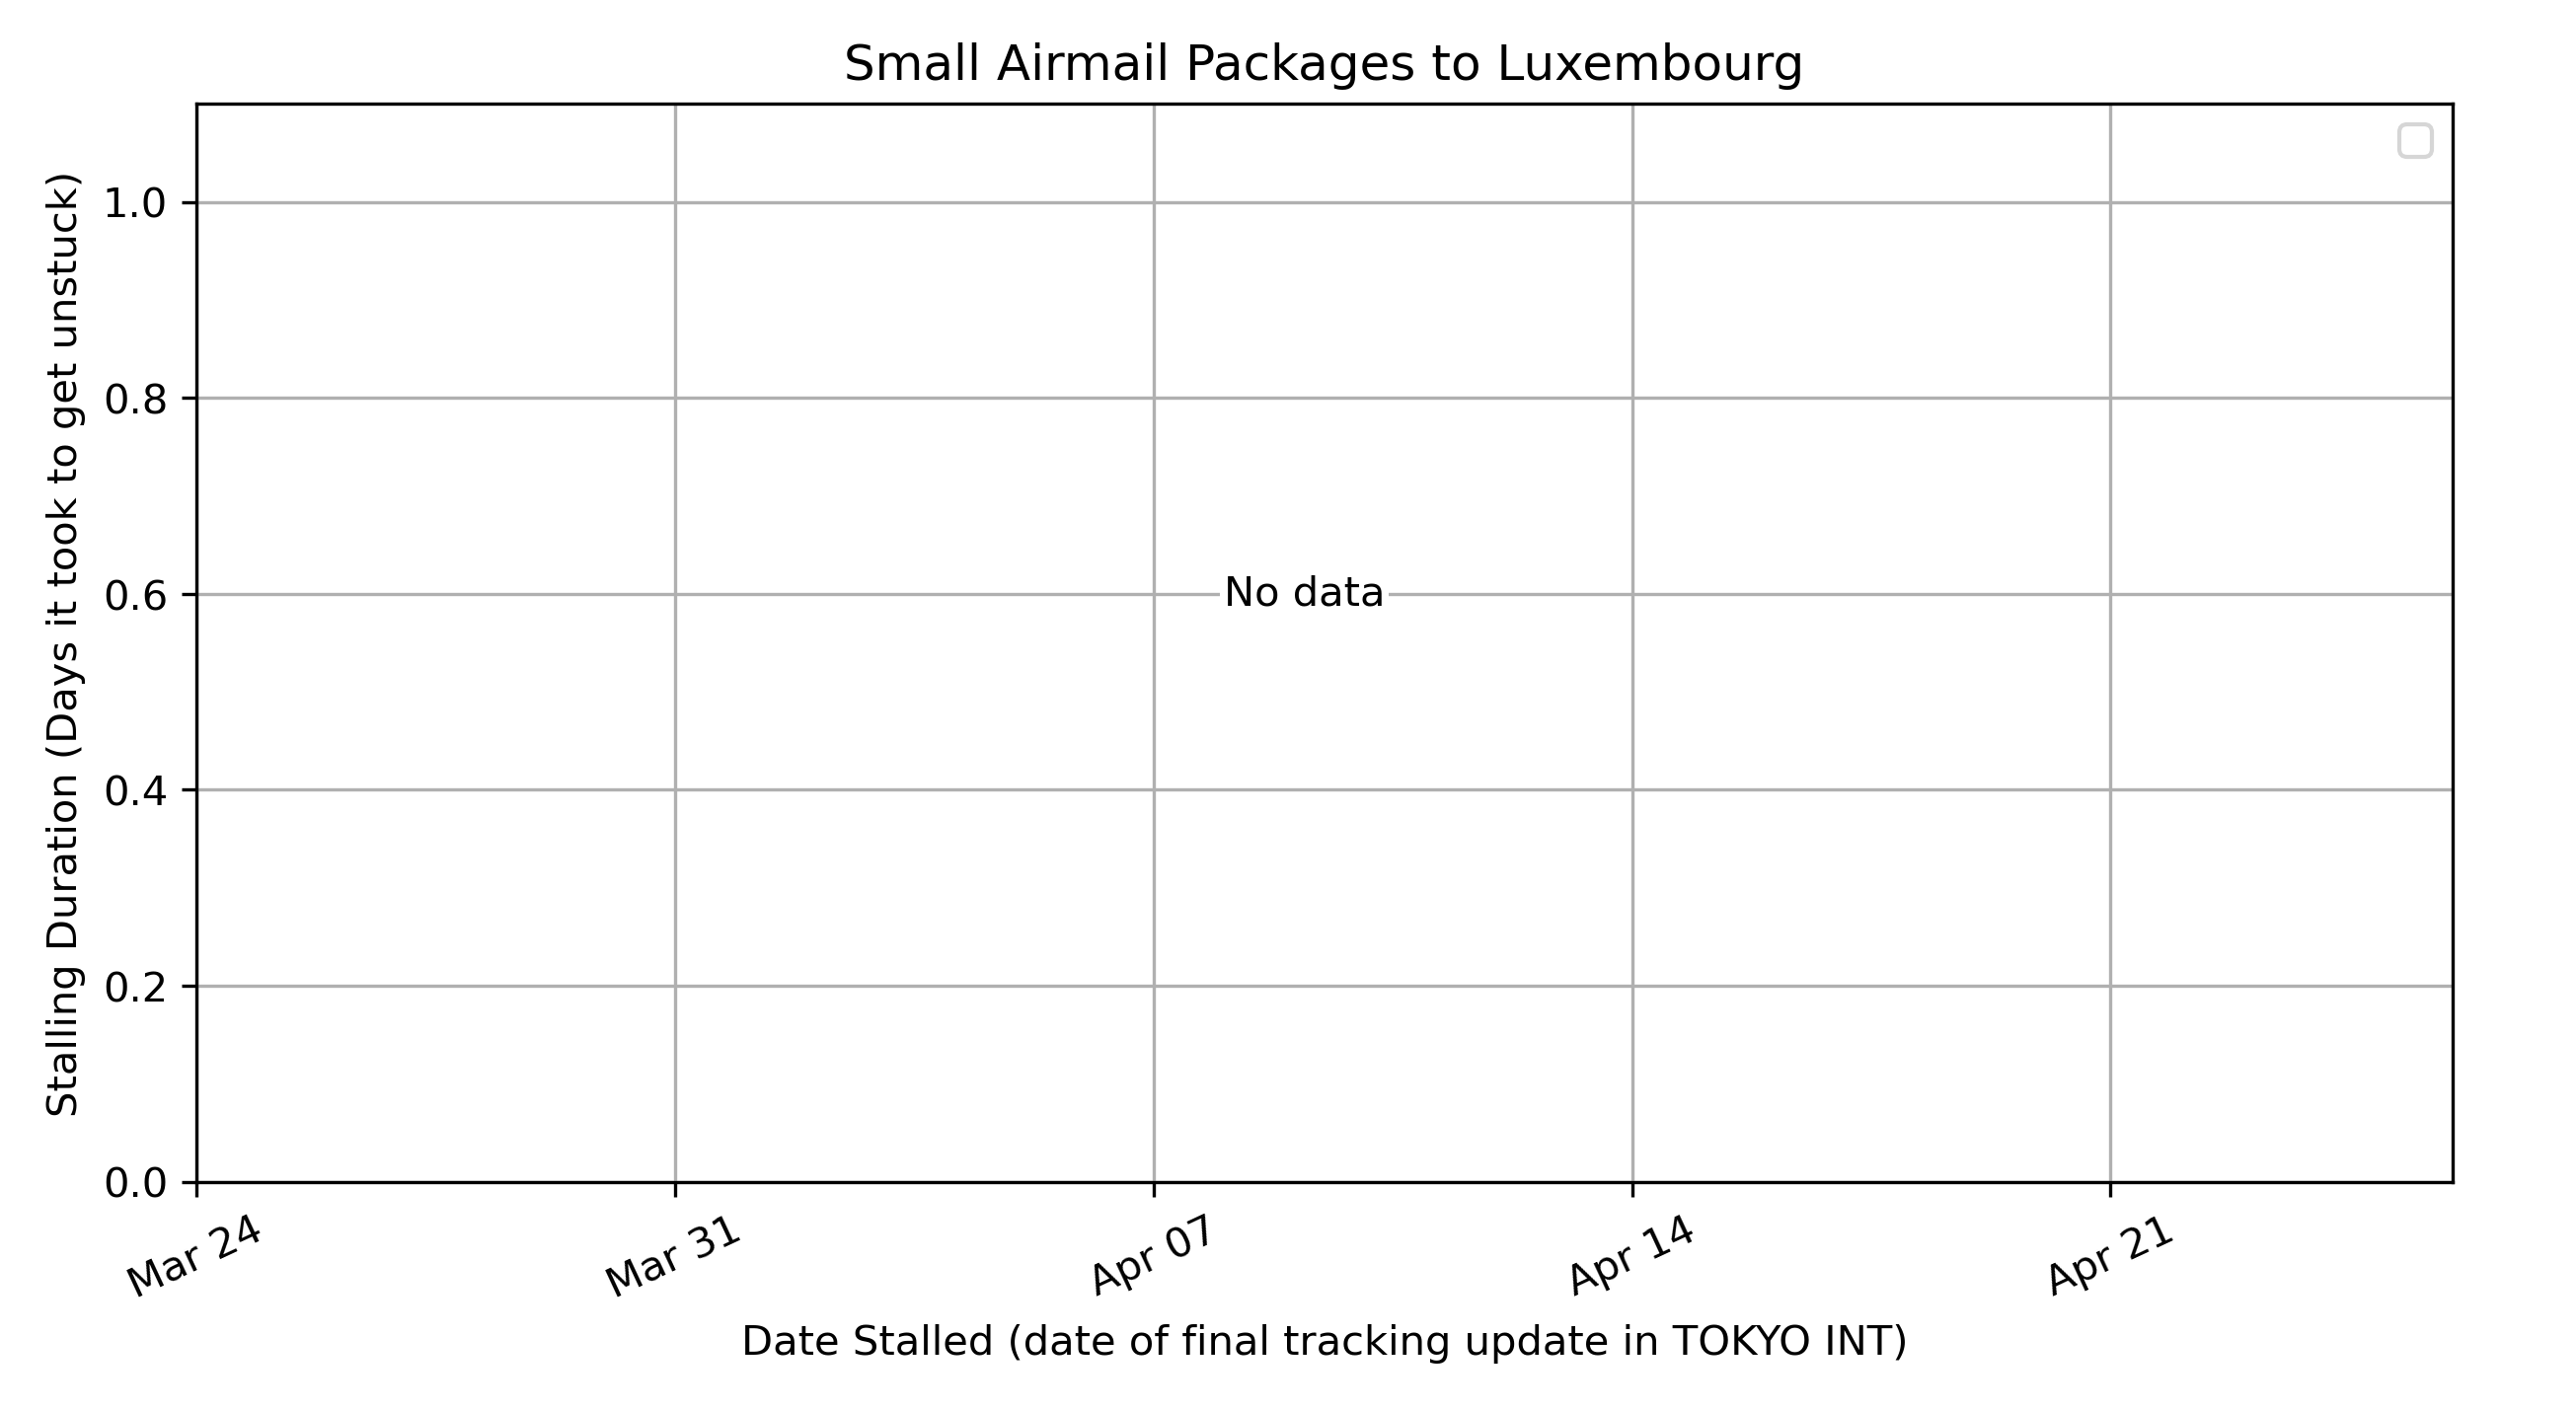 Small Airmail Packages to Luxembourg
Stalling Duration (Days it took to get unstuck)
1.0
0.8
0.6
0.4
0.2
0.0
No data
Mar 24
Mar 31
Apr 07
Apr 14
Apr 21
Date Stalled (date of final tracking update in TOKYO INT)